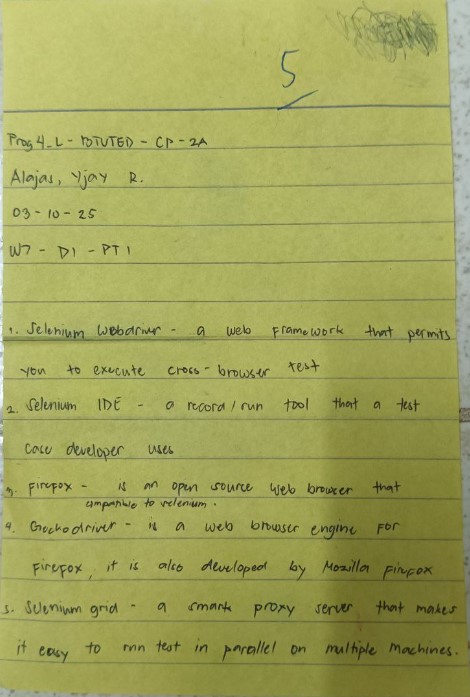 5
Prog 4_L - BTVTED - CP - 2A
Alajas, Yjay R.
03 - 10 - 25
W7 - D1 - PT1
1. Selenium Webdriver - a web framework that permits
you to execute cross-browser test
2. Selenium IDE - a record/run tool that a test
case developer uses
3. Firefox - is an open source web browser that
compatible to selenium.
4. Gechodriver - is a web browser engine for
Firefox, it is also developed by Mozilla Firefox
5. Selenium grid - a smart proxy server that makes
it easy to run test in parallel on multiple machines.